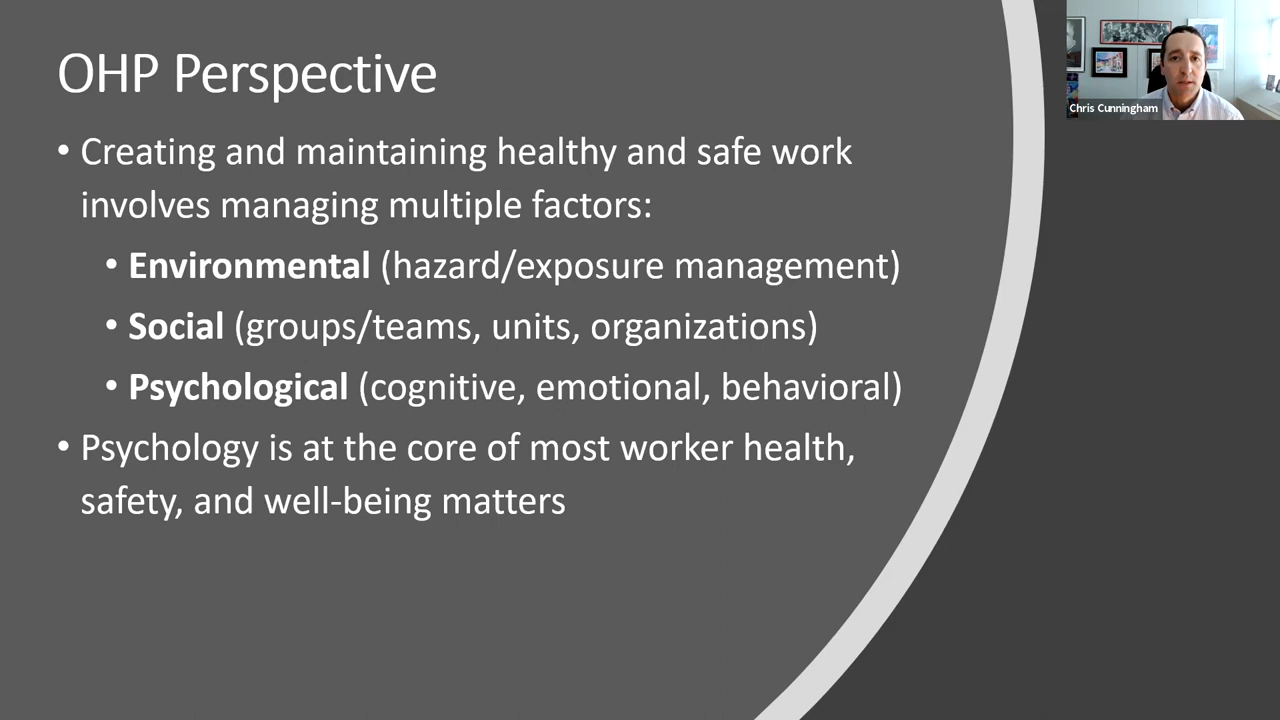 OHP Perspective
• Creating and maintaining healthy and safe work
involves managing multiple factors:
• Environmental (hazard/exposure management)
• Social (groups/teams, units, organizations)
• Psychological (cognitive, emotional, behavioral)
• Psychology is at the core of most worker health,
safety, and well-being matters
Chris Cunningham